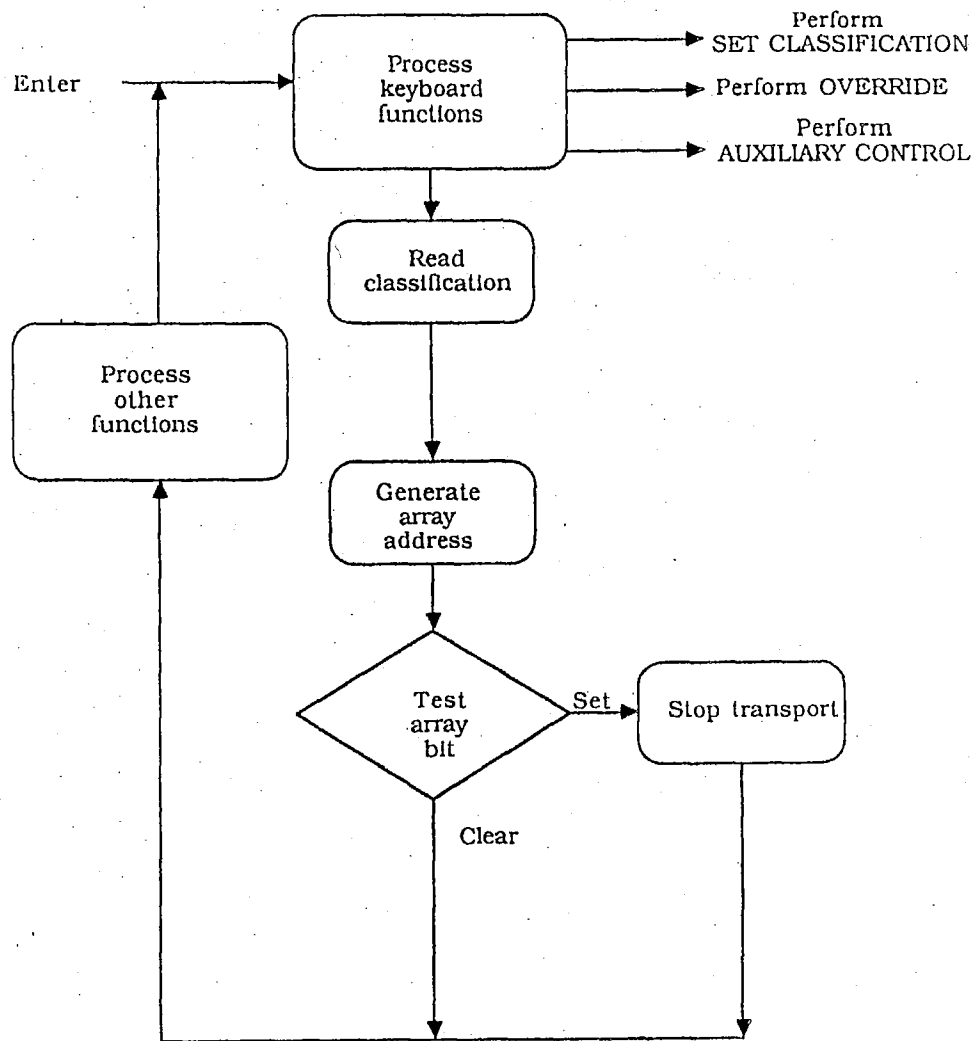 Enter
Process
keyboard
functions
Perform
SET CLASSIFICATION
Perform OVERRIDE
Perform
AUXILIARY CONTROL
Read
classification
Process
other
functions
Generate
array
address
Test
array
bit
Set
Stop transport
Clear